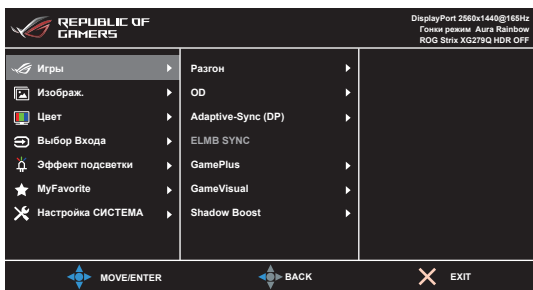 REPUBLIC OF
GAMERS
DisplayPort 2560x1440@165Hz
Гонки режим Aura Rainbow
ROG Strix XG279Q HDR OFF
Игры
Изображ.
Цвет
Выбор Входа
Эффект подсветки
MyFavorite
Настройка СИСТЕМА
Разгон
OD
Adaptive-Sync (DP)
ELMB SYNC
GamePlus
GameVisual
Shadow Boost
MOVE/ENTER
BACK
EXIT